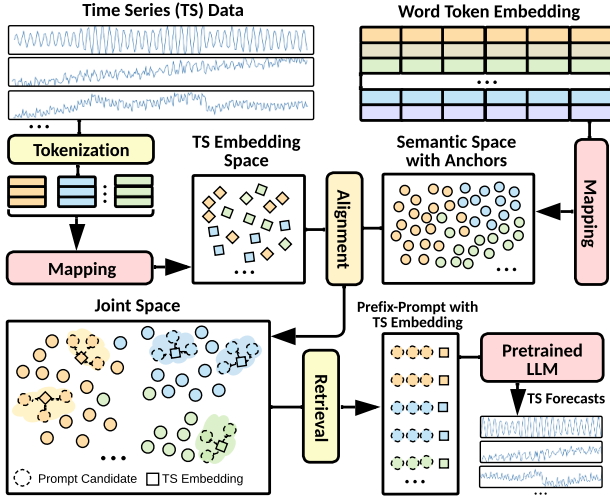 Time Series (TS) Data
Word Token Embedding
...
...
Tokenization
TS Embedding
Space
Semantic Space
with Anchors
Alignment
Mapping
Mapping
...
...
Joint Space
Prefix-Prompt with
TS Embedding
Pretrained
LLM
Retrieval
TS Forecasts
...
Prompt Candidate
TS Embedding
...
...